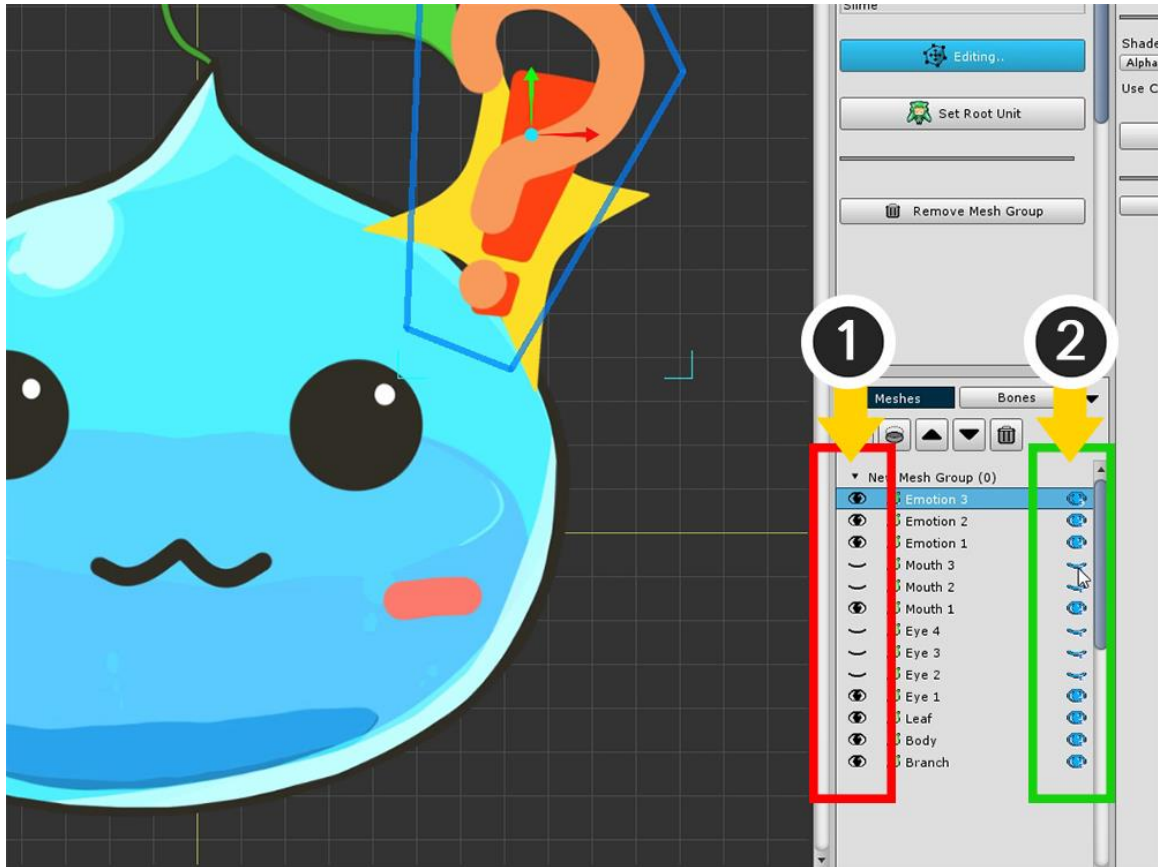 Slime
Editing..
Set Root Unit
Remove Mesh Group
Shade
Alpha
Use C
1
2
Meshes
Bones
Mesh Group (0)
Emotion 3
Emotion 2
Emotion 1
Mouth 3
Mouth 2
Mouth 1
Eye 4
Eye 3
Eye 2
Eye 1
Leaf
Body
Branch